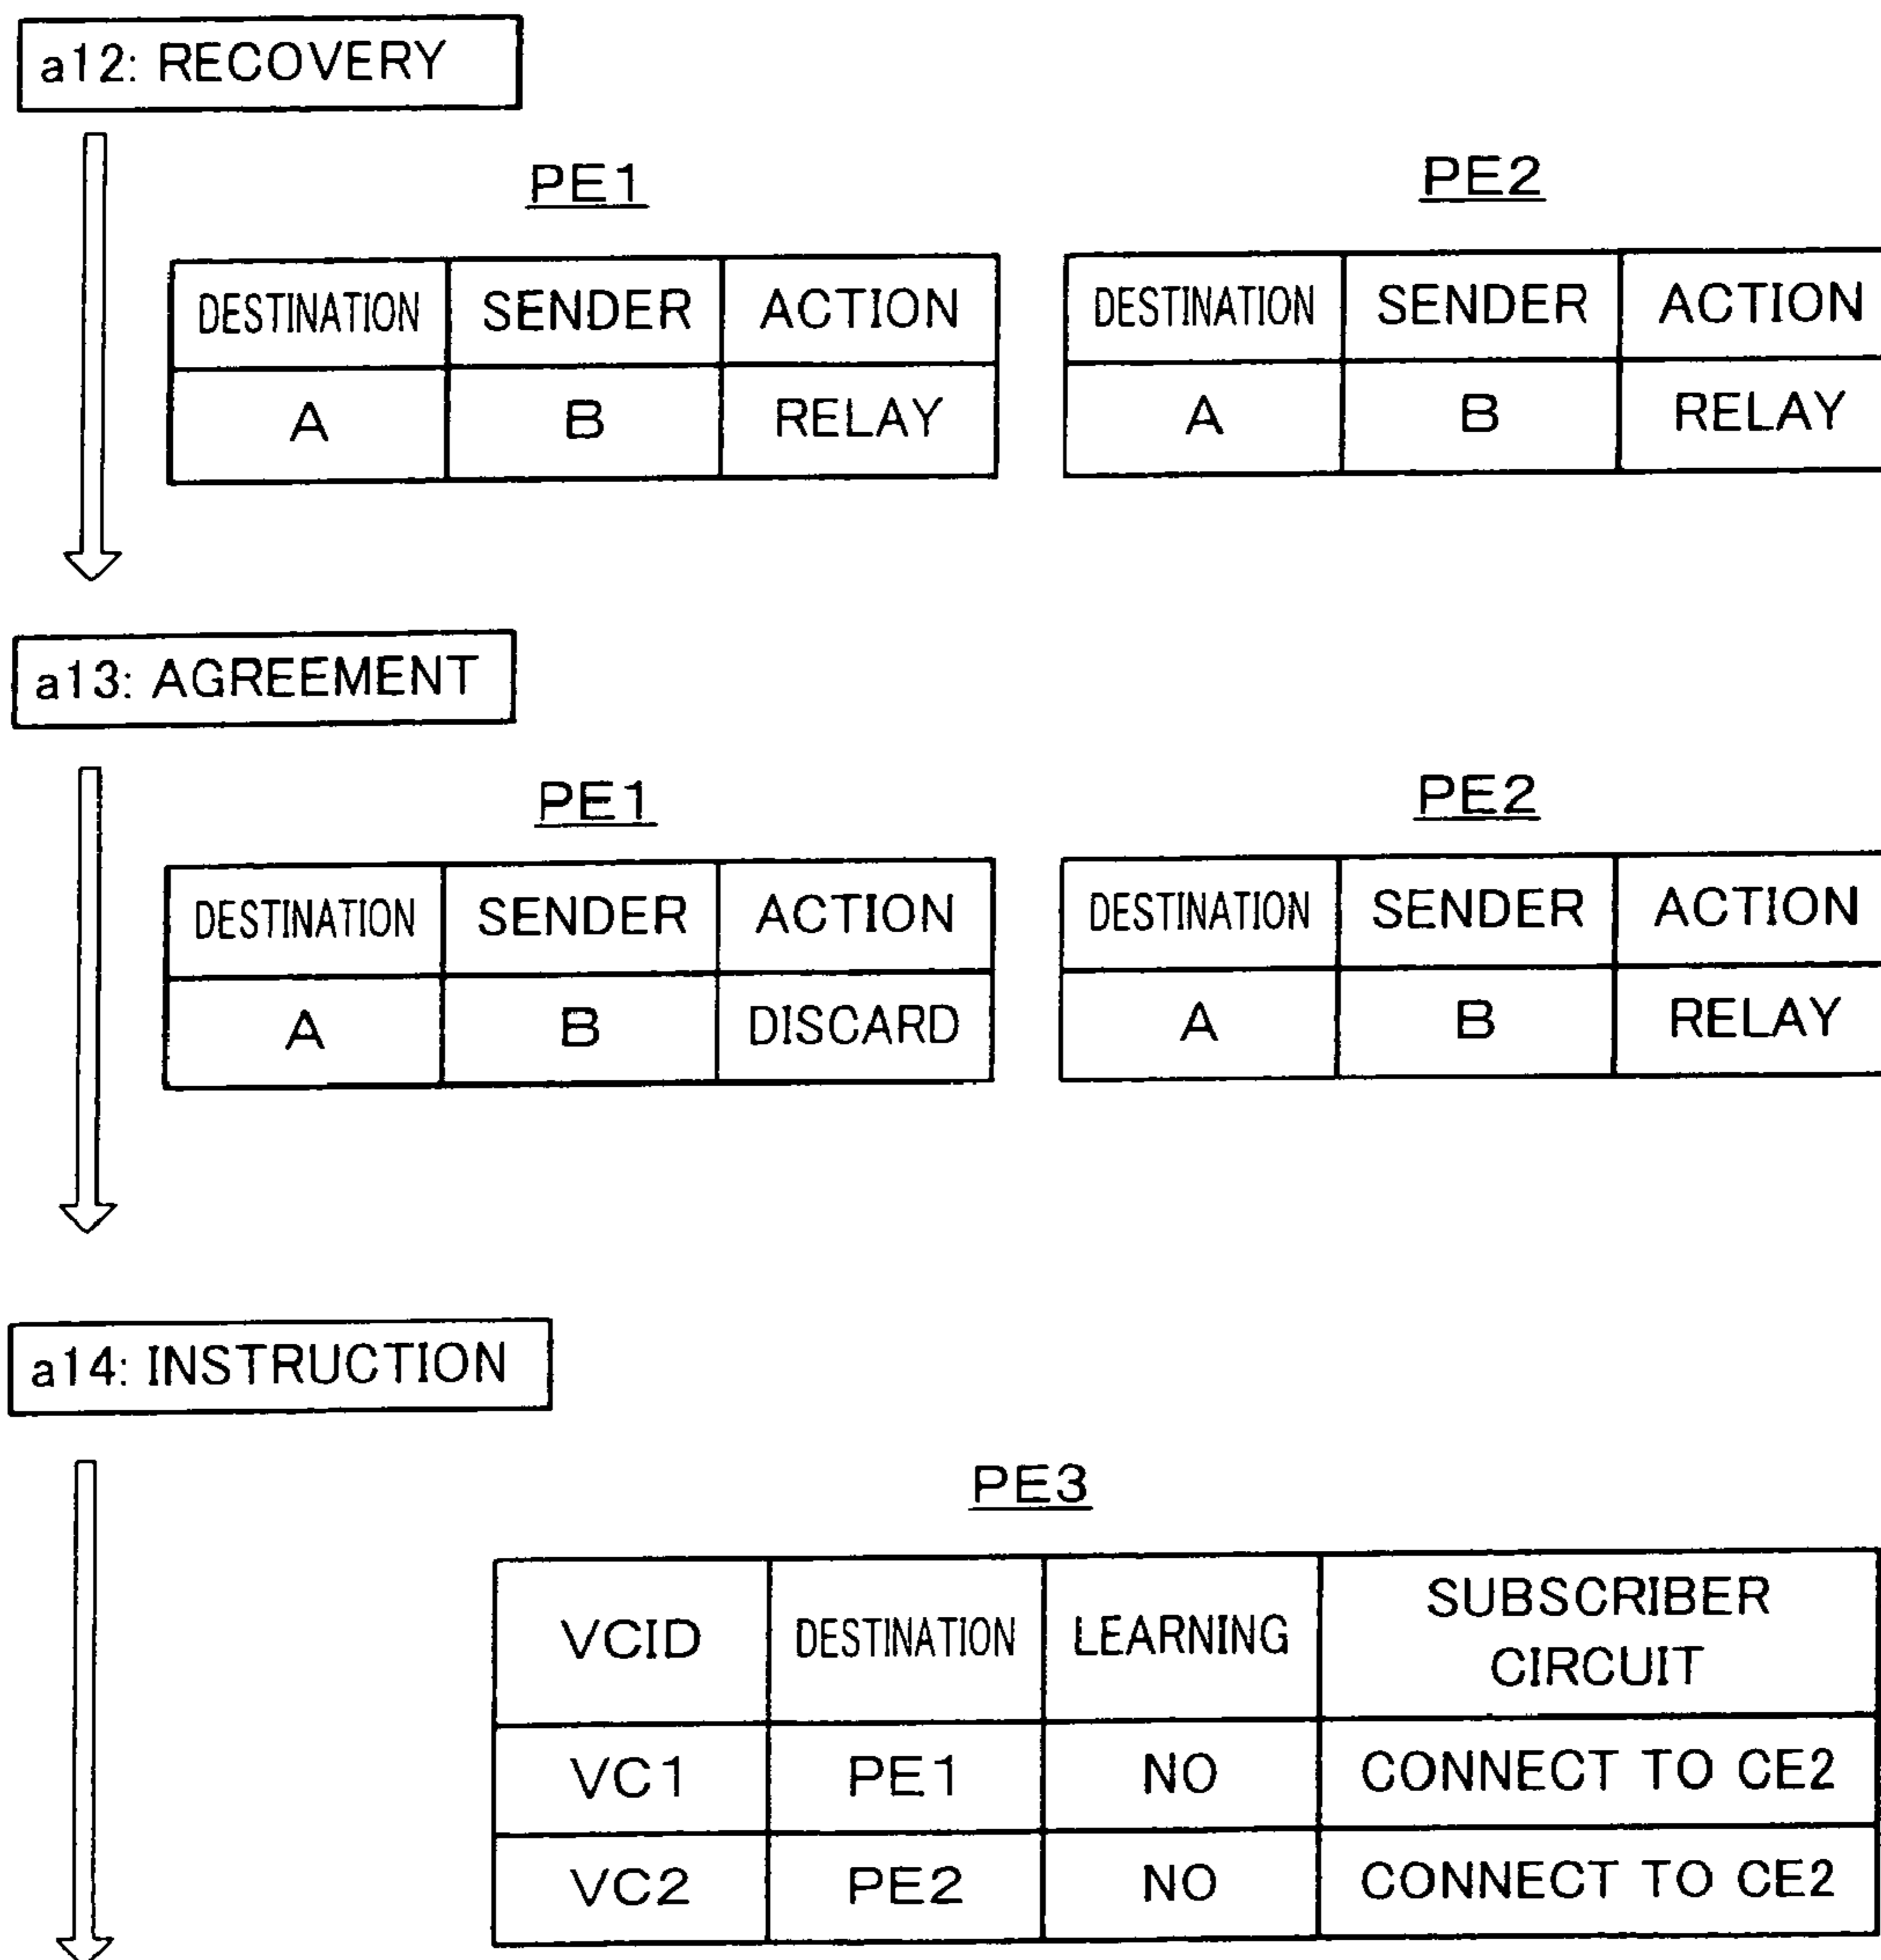 a12: RECOVERY
PE1
PE2
DESTINATION SENDER ACTION
A B RELAY
DESTINATION SENDER ACTION
A B RELAY
a13: AGREEMENT
PE1
PE2
DESTINATION SENDER ACTION
A B DISCARD
DESTINATION SENDER ACTION
A B RELAY
a14: INSTRUCTION
PE3
VCID DESTINATION LEARNING SUBSCRIBER CIRCUIT
VC1 PE1 NO CONNECT TO CE2
VC2 PE2 NO CONNECT TO CE2